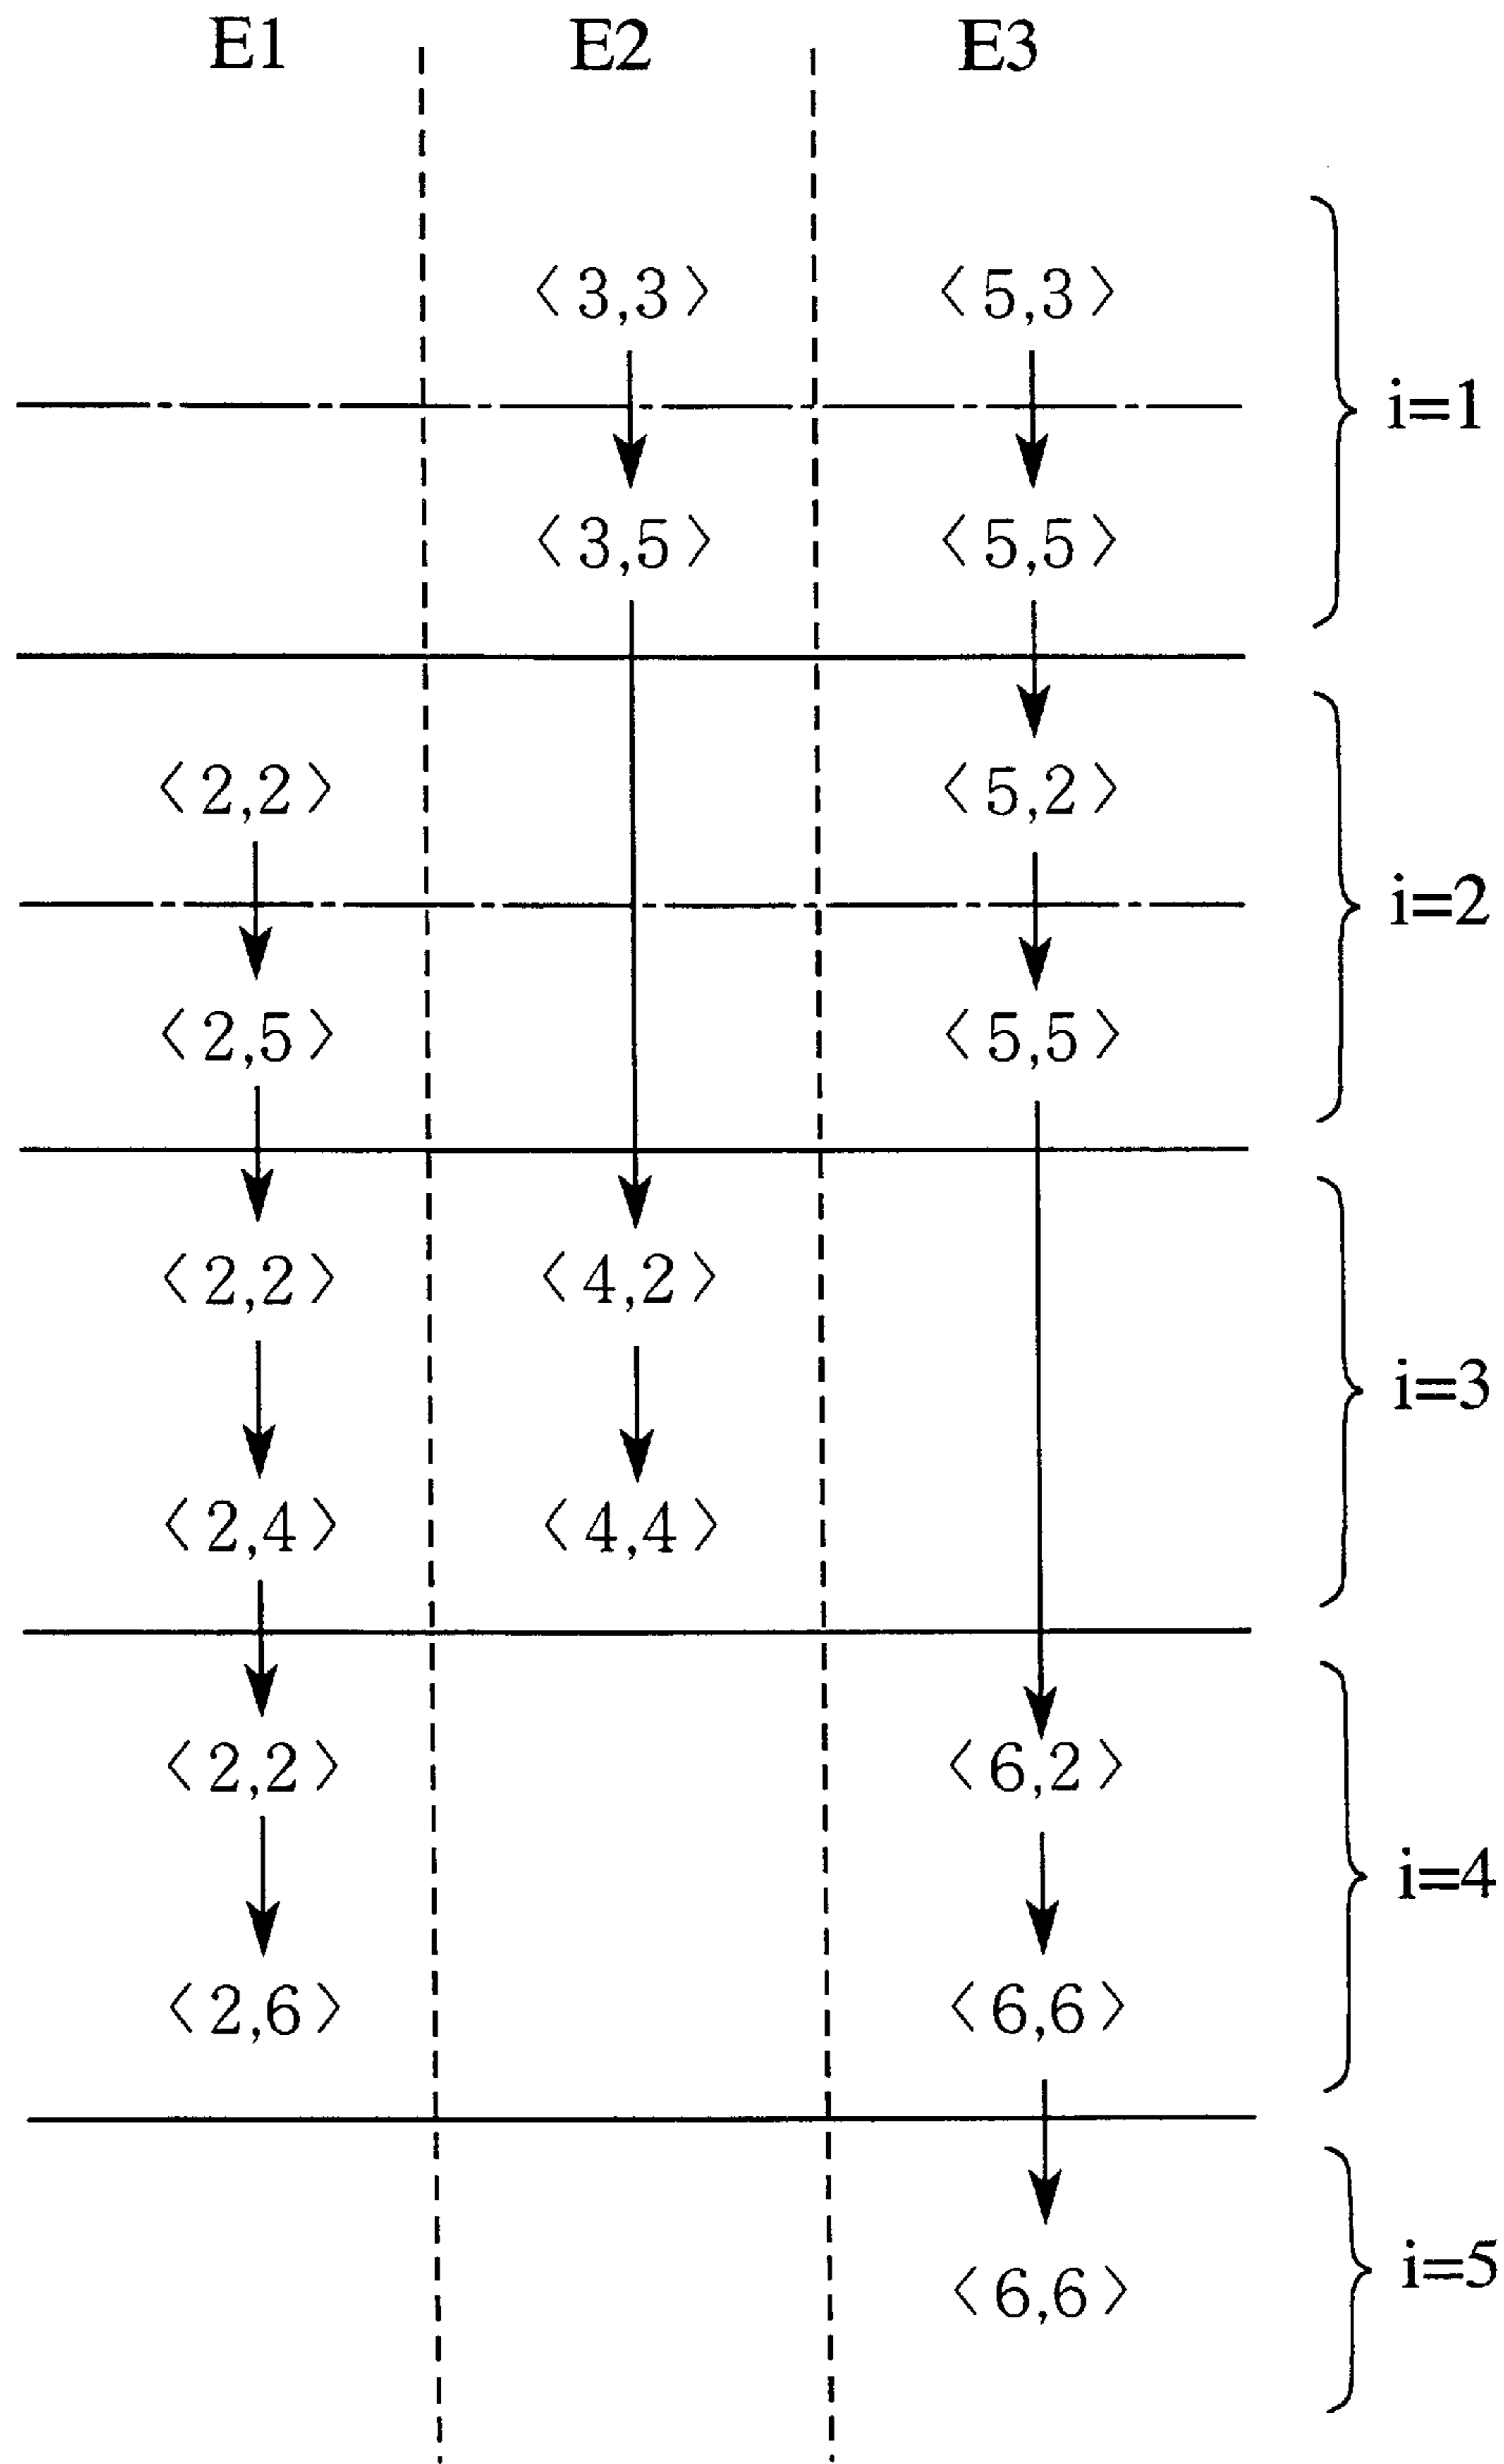 E1 E2 E3
〈3,3〉 〈5,3〉
i=1
〈3,5〉 〈5,5〉
〈2,2〉 〈5,2〉
i=2
〈2,5〉 〈5,5〉
〈2,2〉 〈4,2〉
i=3
〈2,4〉 〈4,4〉
〈2,2〉 〈6,2〉
i=4
〈2,6〉 〈6,6〉
i=5
〈6,6〉